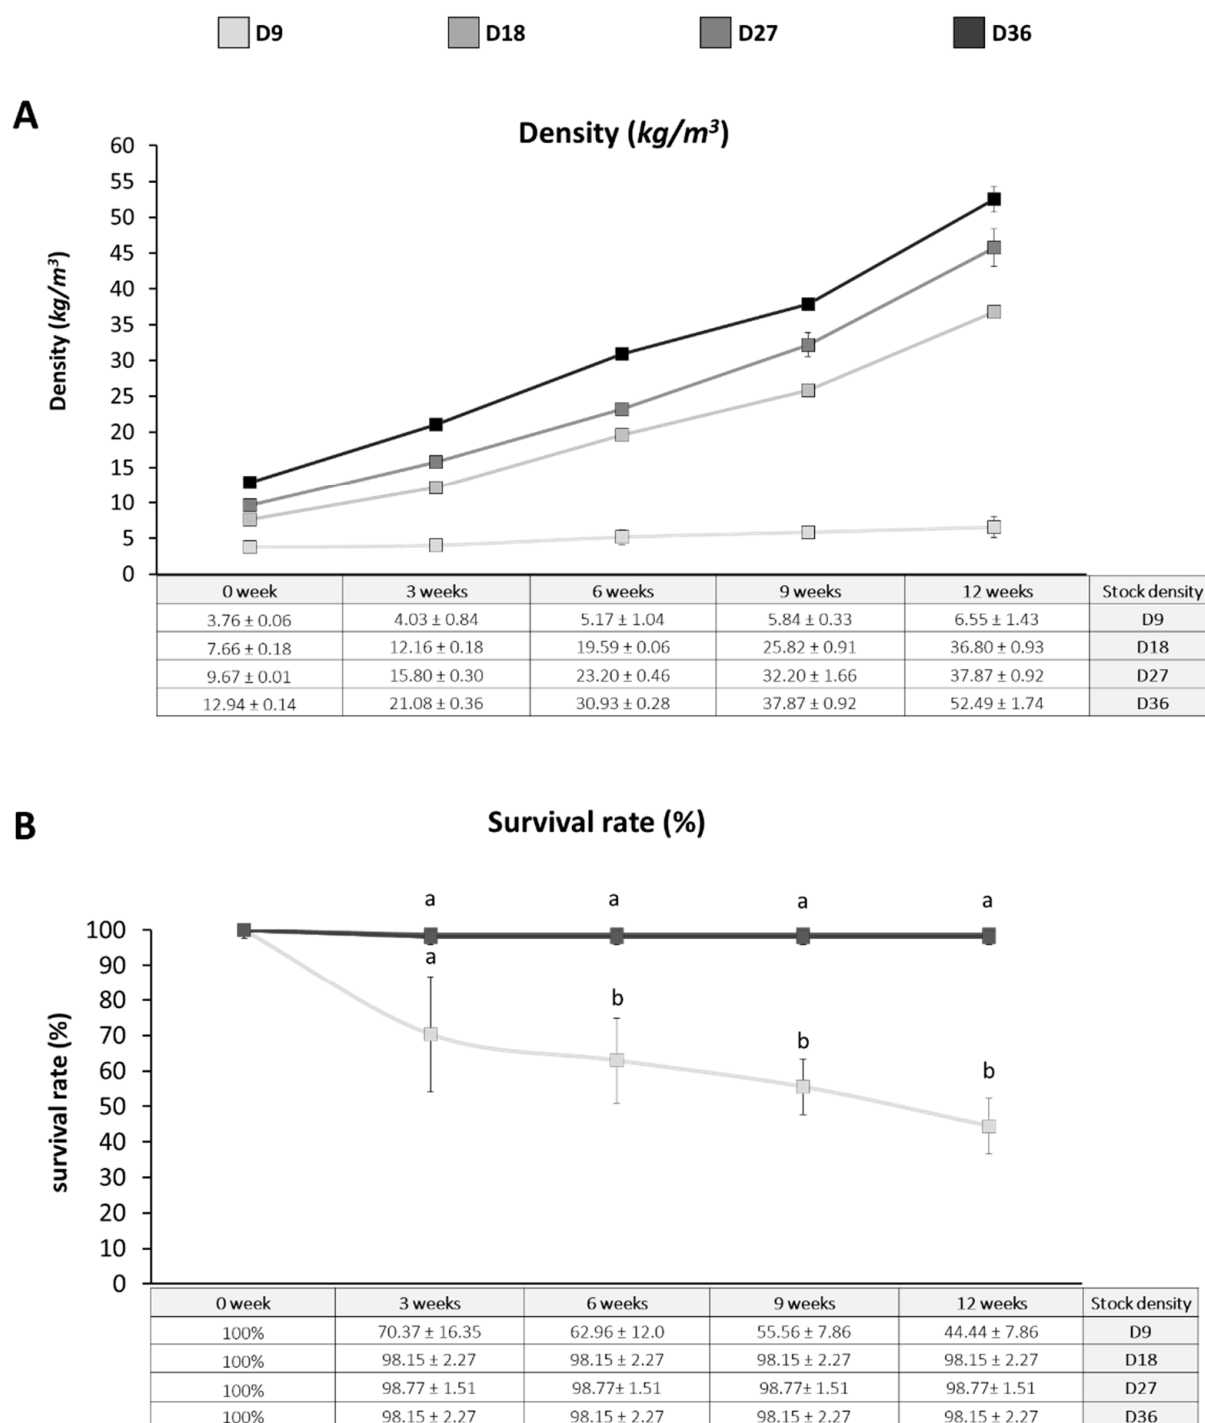 D9 D18 D27 D36
A
Density (kg/m³)
60
55
50
45
40
35
30
25
20
15
10
5
0
Density (kg/m³)
0 week 3 weeks 6 weeks 9 weeks 12 weeks Stock density
3.76 ± 0.06 4.03 ± 0.84 5.17 ± 1.04 5.84 ± 0.33 6.55 ± 1.43 D9
7.66 ± 0.18 12.16 ± 0.18 19.59 ± 0.06 25.82 ± 0.91 36.80 ± 0.93 D18
9.67 ± 0.01 15.80 ± 0.30 23.20 ± 0.46 32.20 ± 1.66 37.87 ± 0.92 D27
12.94 ± 0.14 21.08 ± 0.36 30.93 ± 0.28 37.87 ± 0.92 52.49 ± 1.74 D36
B
Survival rate (%)
a a a a
100
90
80
70
60
50
40
30
20
10
0
survival rate (%)
a
b
b
b
0 week 3 weeks 6 weeks 9 weeks 12 weeks Stock density
100% 70.37 ± 16.35 62.96 ± 12.0 55.56 ± 7.86 44.44 ± 7.86 D9
100% 98.15 ± 2.27 98.15 ± 2.27 98.15 ± 2.27 98.15 ± 2.27 D18
100% 98.77 ± 1.51 98.77± 1.51 98.77± 1.51 98.77± 1.51 D27
100% 98.15 ± 2.27 98.15 ± 2.27 98.15 ± 2.27 98.15 ± 2.27 D36